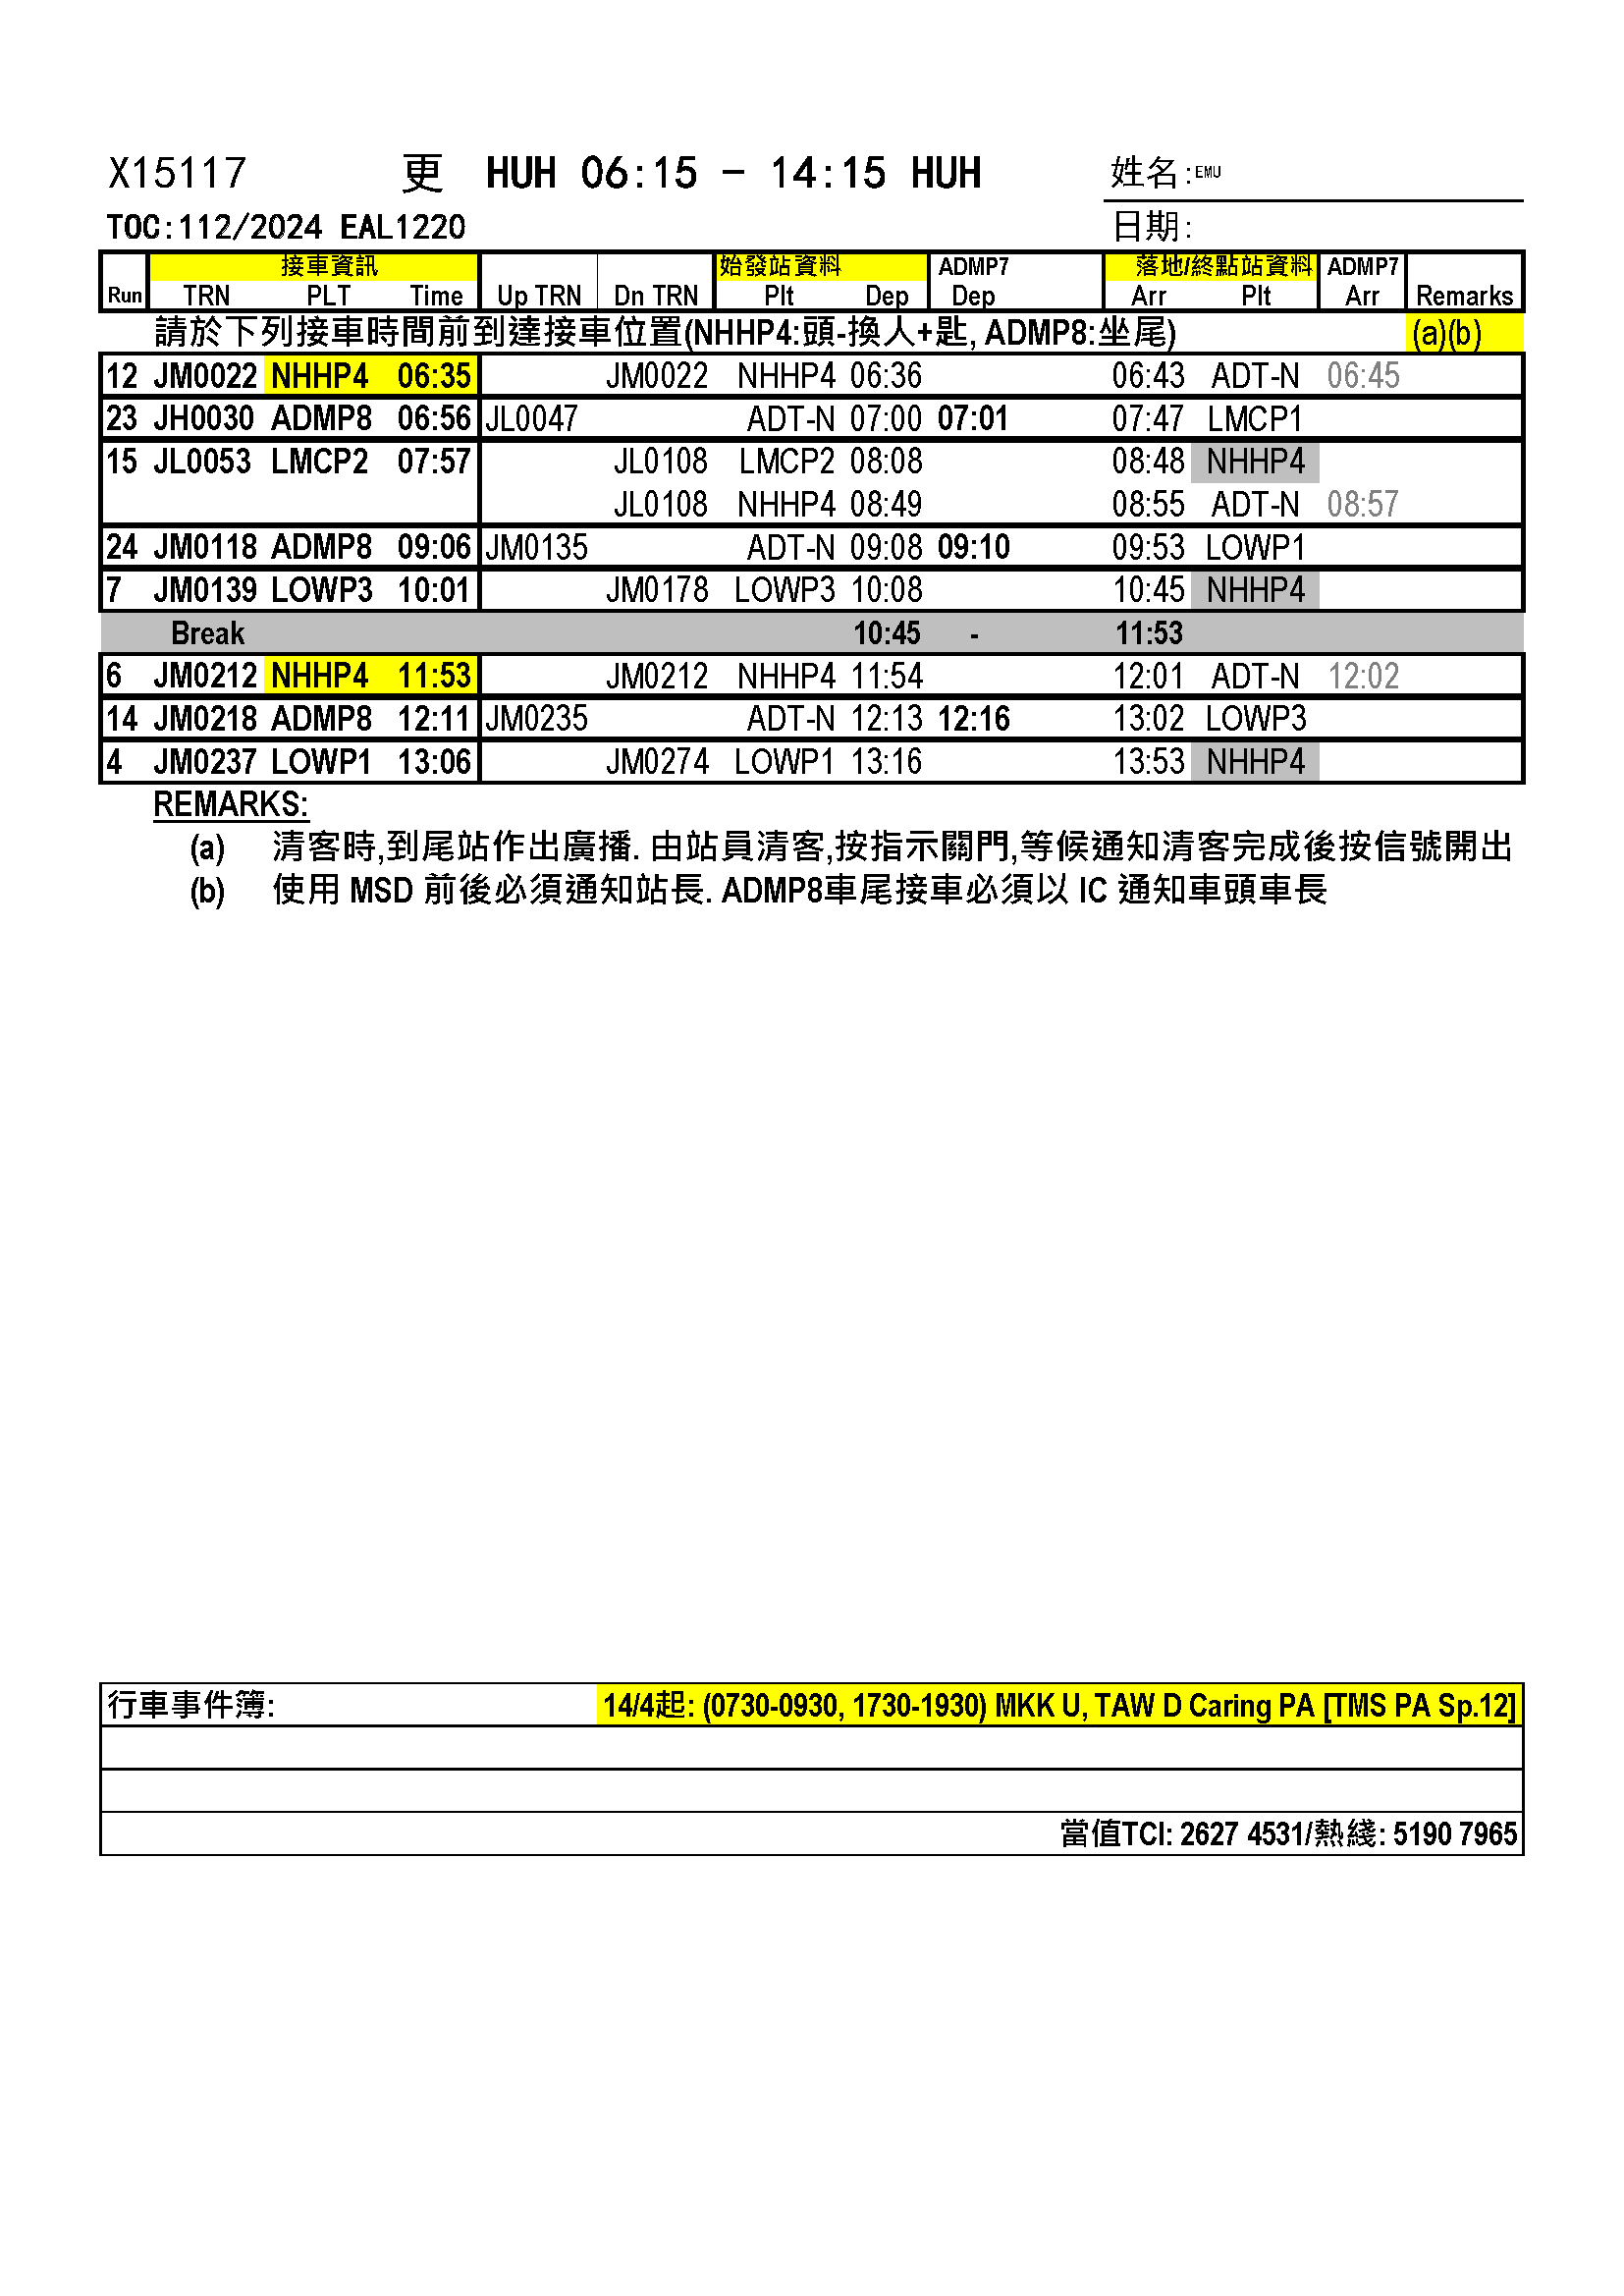 X15117 更 HUH 06:15 - 14:15 HUH 姓名:EMU
TOC:112/2024 EAL1220 日期:
接車資訊 始發站資料 ADMP7 落地/終點站資料 ADMP7
Run TRN PLT Time Up TRN Dn TRN Plt Dep Dep Arr Plt Arr Remarks
請於下列接車時間前到達接車位置(NHHP4:頭-換人+匙, ADMP8:坐尾) (a)(b)
12 JM0022 NHHP4 06:35 JM0022 NHHP4 06:36 06:43 ADT-N 06:45
23 JH0030 ADMP8 06:56 JL0047 ADT-N 07:00 07:01 07:47 LMCP1
15 JL0053 LMCP2 07:57 JL0108 LMCP2 08:08 08:48 NHHP4
JL0108 NHHP4 08:49 08:55 ADT-N 08:57
24 JM0118 ADMP8 09:06 JM0135 ADT-N 09:08 09:10 09:53 LOWP1
7 JM0139 LOWP3 10:01 JM0178 LOWP3 10:08 10:45 NHHP4
Break 10:45 - 11:53
6 JM0212 NHHP4 11:53 JM0212 NHHP4 11:54 12:01 ADT-N 12:02
14 JM0218 ADMP8 12:11 JM0235 ADT-N 12:13 12:16 13:02 LOWP3
4 JM0237 LOWP1 13:06 JM0274 LOWP1 13:16 13:53 NHHP4
REMARKS:
(a) 清客時,到尾站作出廣播. 由站員清客,按指示關門,等候通知清客完成後按信號開出
(b) 使用 MSD 前後必須通知站長. ADMP8車尾接車必須以 IC 通知車頭車長
行車事件簿: 14/4起: (0730-0930, 1730-1930) MKK U, TAW D Caring PA [TMS PA Sp.12]
當值TCI: 2627 4531/熱綫: 5190 7965